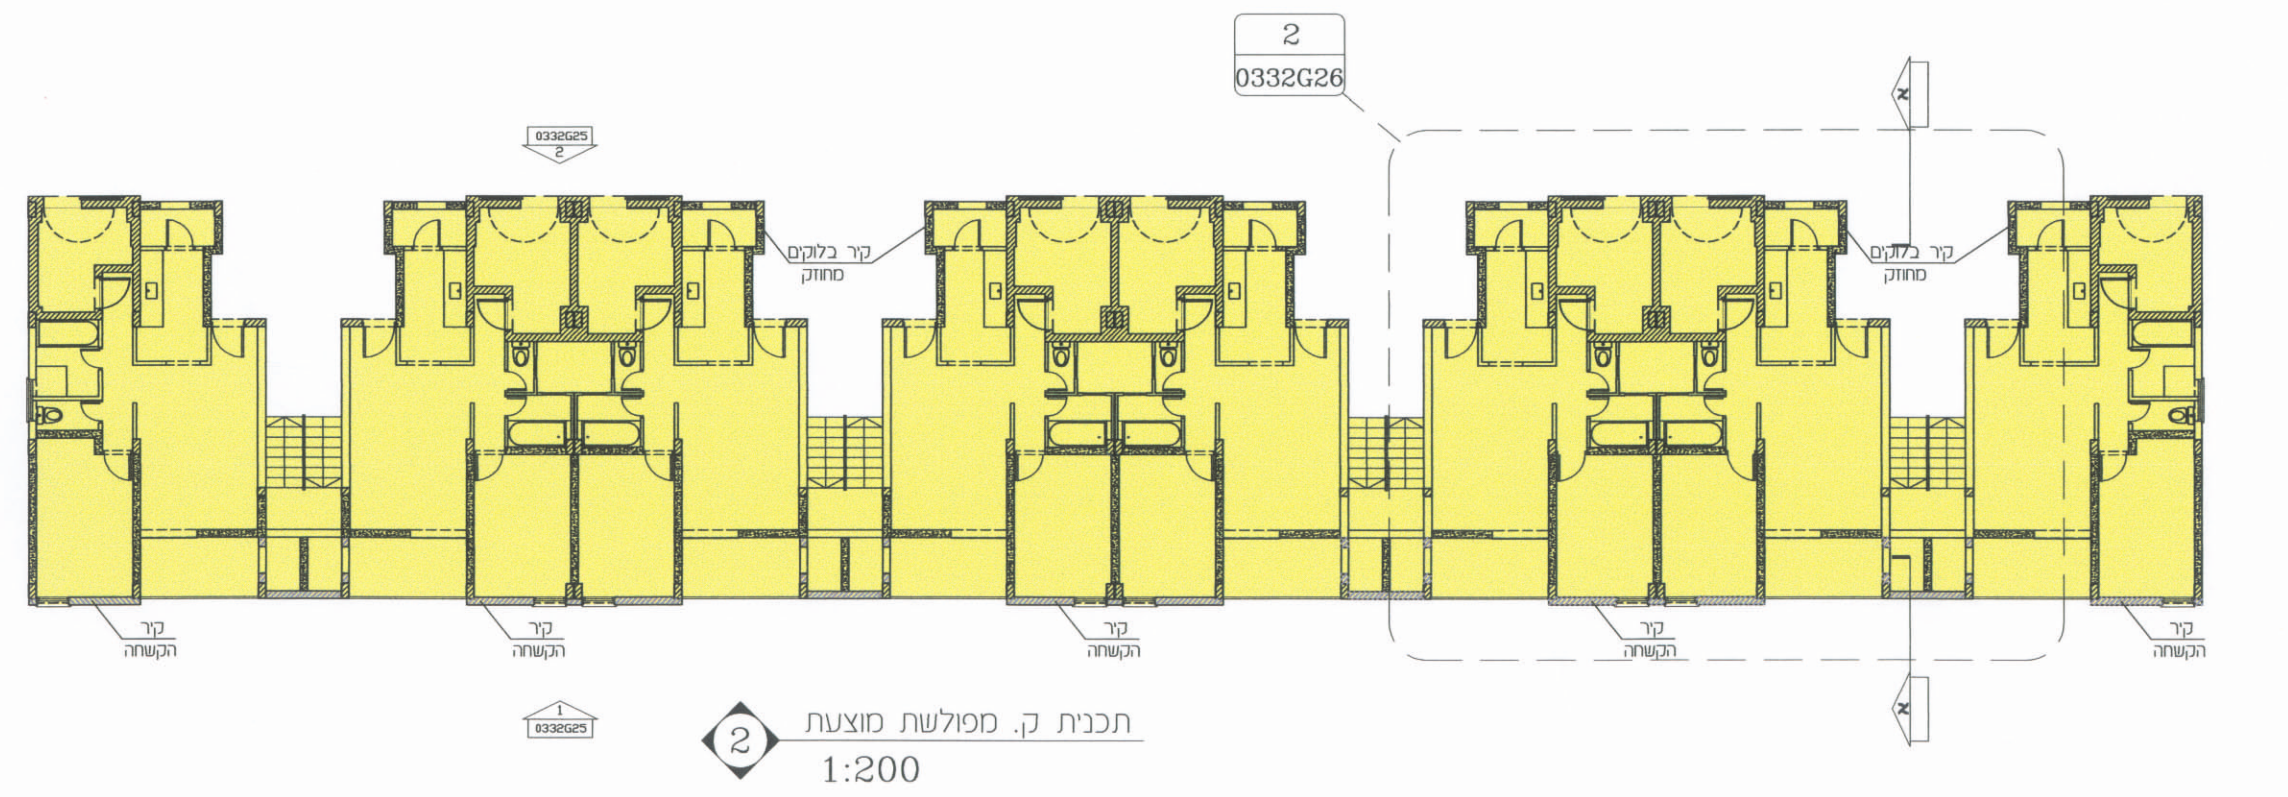 2
0332G26
א
0332G25
2
קיר בלוקים
מחוזק
קיר בלוקים
מחוזק
קיר
הקשחה
קיר
הקשחה
קיר
הקשחה
קיר
הקשחה
קיר
הקשחה
1
0332G25
א
2
תכנית ק. מפולשת מוצעת
1:200